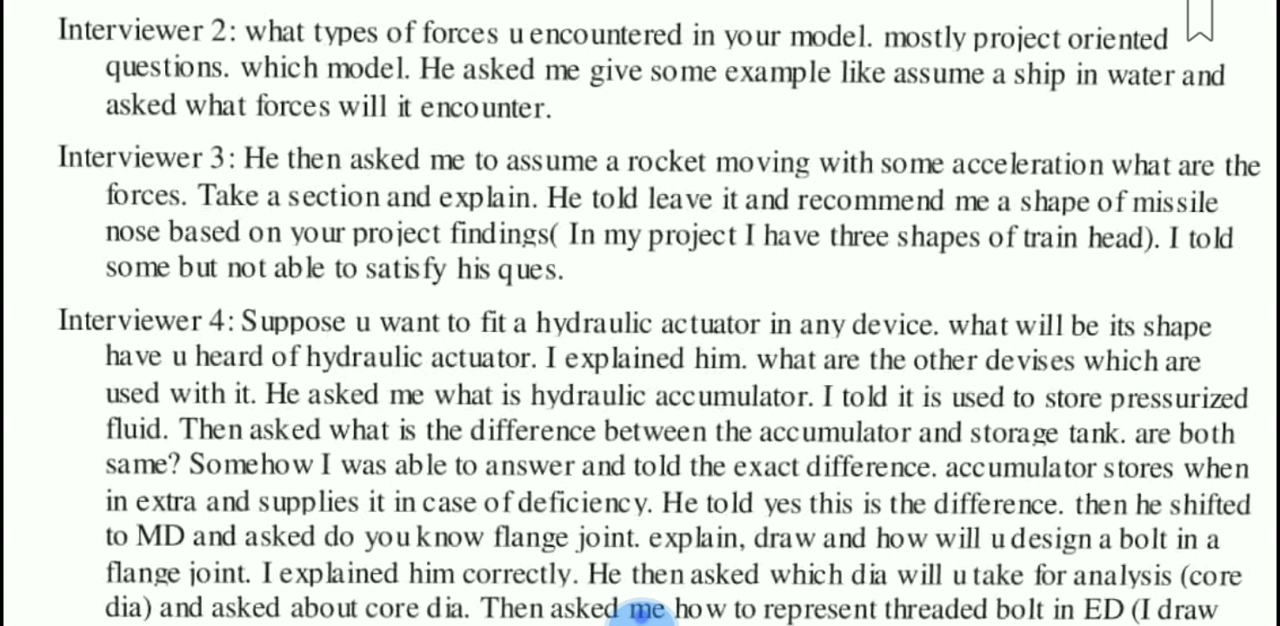 Interviewer 2: what types of forces u encountered in your model. mostly project oriented
questions. which model. He asked me give some example like assume a ship in water and
asked what forces will it encounter.
Interviewer 3: He then asked me to assume a rocket moving with some acceleration what are the
forces. Take a section and explain. He told leave it and recommend me a shape of missile
nose based on your project findings( In my project I have three shapes of train head). I told
some but not able to satisfy his ques.
Interviewer 4: Suppose u want to fit a hydraulic actuator in any device. what will be its shape
have u heard of hydraulic actuator. I explained him. what are the other devises which are
used with it. He asked me what is hydraulic accumulator. I told it is used to store pressurized
fluid. Then asked what is the difference between the accumulator and storage tank. are both
same? Somehow I was able to answer and told the exact difference. accumulator stores when
in extra and supplies it in case of deficiency. He told yes this is the difference. then he shifted
to MD and asked do you know flange joint. explain, draw and how will u design a bolt in a
flange joint. I explained him correctly. He then asked which dia will u take for analysis (core
dia) and asked about core dia. Then asked me how to represent threaded bolt in ED (I draw